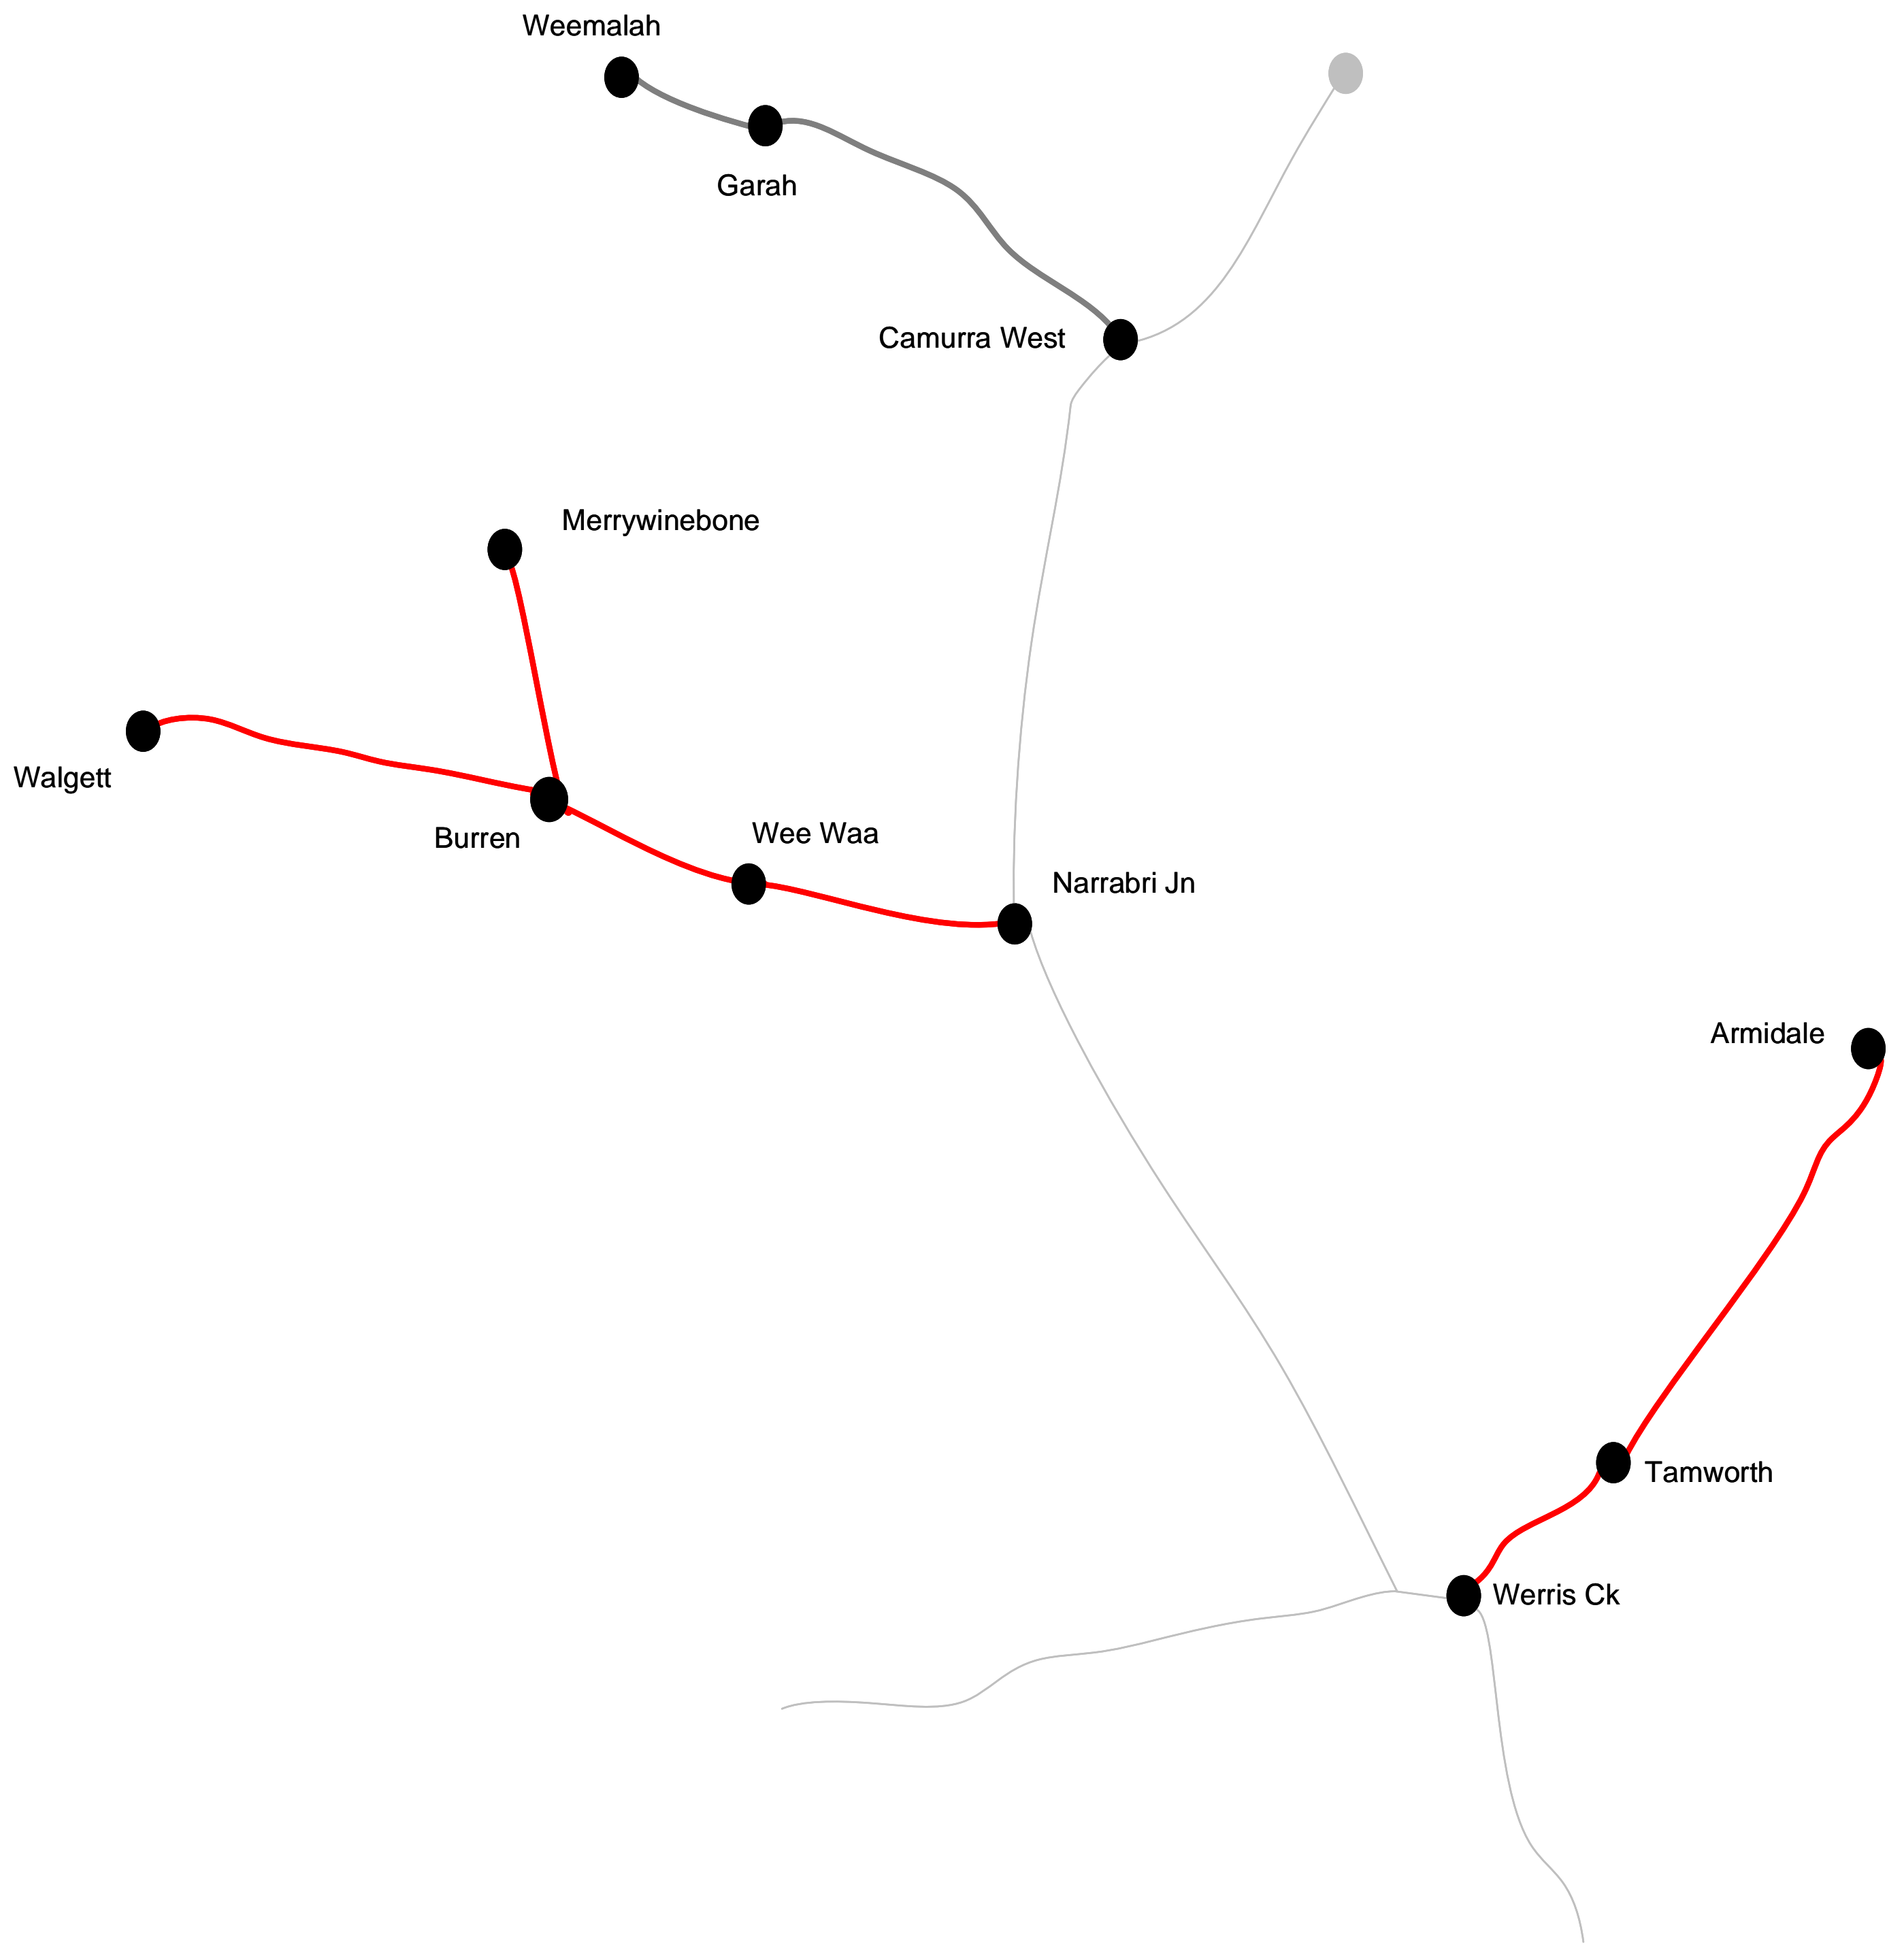 Weemalah
Garah
Camurra West
Merrywinebone
Walgett
Burren
Wee Waa
Narrabri Jn
Armidale
Tamworth
Werris Ck